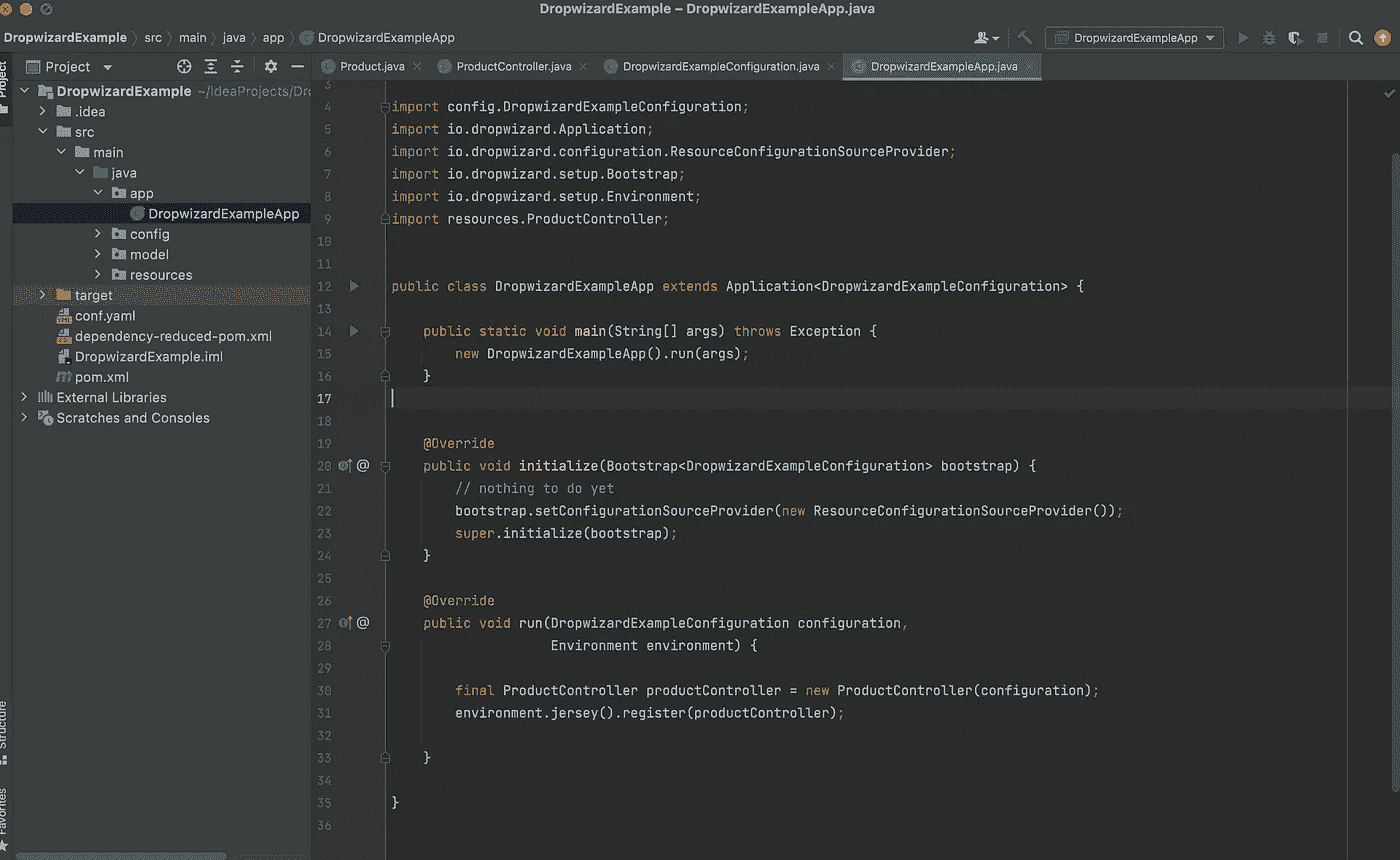 DropwizardExample – DropwizardExampleApp.java
DropwizardExample src main java app DropwizardExampleApp
DropwizardExampleApp
Project
Project
Product.java
ProductController.java
DropwizardExampleConfiguration.java
DropwizardExampleApp.java
DropwizardExample ~/IdeaProjects/Dro
.idea
src
main
java
app
DropwizardExampleApp
config
model
resources
target
conf.yaml
dependency-reduced-pom.xml
DropwizardExample.iml
pom.xml
External Libraries
Scratches and Consoles
Structure
Favorites
3
4 import config.DropwizardExampleConfiguration;
5 import io.dropwizard.Application;
6 import io.dropwizard.configuration.ResourceConfigurationSourceProvider;
7 import io.dropwizard.setup.Bootstrap;
8 import io.dropwizard.setup.Environment;
9 import resources.ProductController;
10
11
12 public class DropwizardExampleApp extends Application<DropwizardExampleConfiguration> {
13
14 public static void main(String[] args) throws Exception {
15 new DropwizardExampleApp().run(args);
16 }
17
18
19 @Override
20 @ public void initialize(Bootstrap<DropwizardExampleConfiguration> bootstrap) {
21 // nothing to do yet
22 bootstrap.setConfigurationSourceProvider(new ResourceConfigurationSourceProvider());
23 super.initialize(bootstrap);
24 }
25
26 @Override
27 @ public void run(DropwizardExampleConfiguration configuration,
28 Environment environment) {
29
30 final ProductController productController = new ProductController(configuration);
31 environment.jersey().register(productController);
32
33 }
34
35 }
36